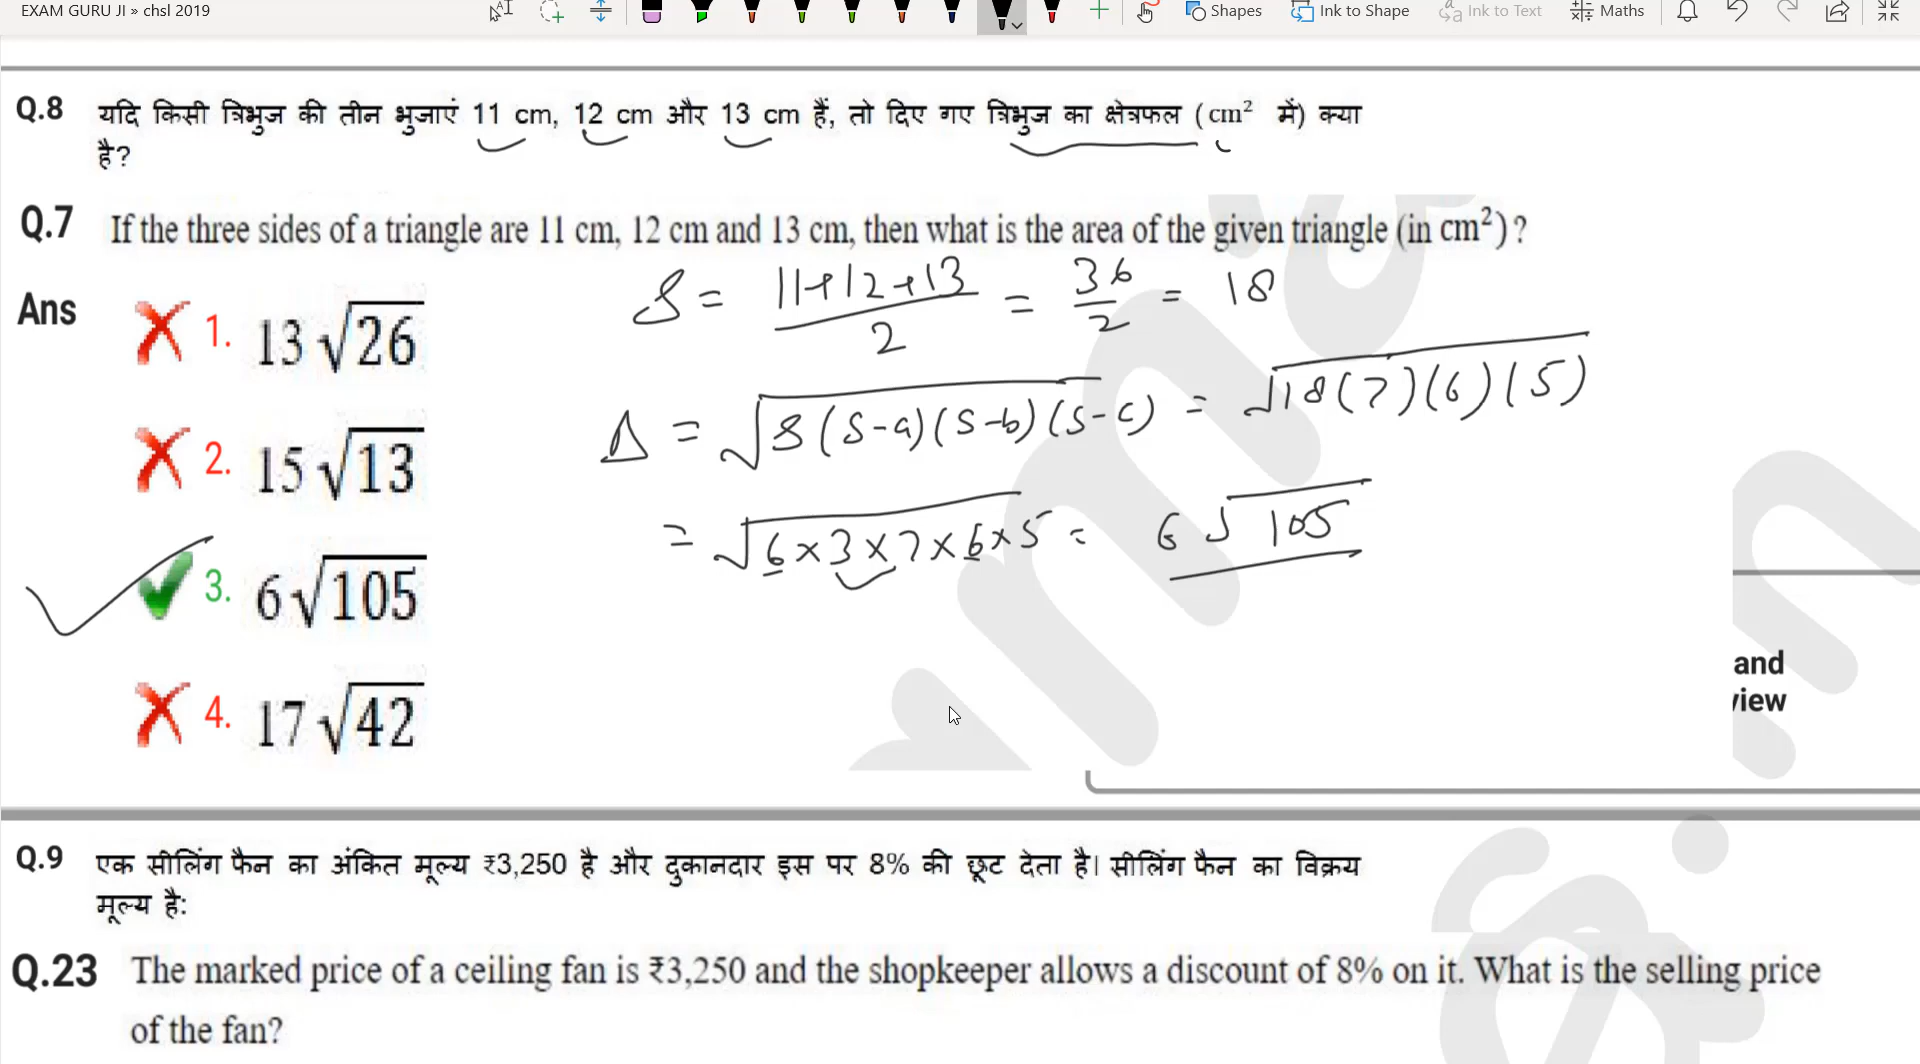 EXAM GURU JI » chsl 2019
Shapes Ink to Shape Ink to Text Maths
Q.8 यदि किसी त्रिभुज की तीन भुजाएं 11 cm, 12 cm और 13 cm हैं, तो दिए गए त्रिभुज का क्षेत्रफल (cm² में) क्या
है?
Q.7 If the three sides of a triangle are 11 cm, 12 cm and 13 cm, then what is the area of the given triangle (in cm²)?
S = 11+12+13/2 = 36/2 = 18
Ans 1. 13√26
Δ = √S(S-a)(S-b)(S-c) = √18(7)(6)(5)
2. 15√13
= √6×3×7×6×5 = 6√105
3. 6√105
4. 17√42
and
view
Q.9 एक सीलिंग फैन का अंकित मूल्य ₹3,250 है और दुकानदार इस पर 8% की छूट देता है। सीलिंग फैन का विक्रय
मूल्य है:
Q.23 The marked price of a ceiling fan is ₹3,250 and the shopkeeper allows a discount of 8% on it. What is the selling price
of the fan?